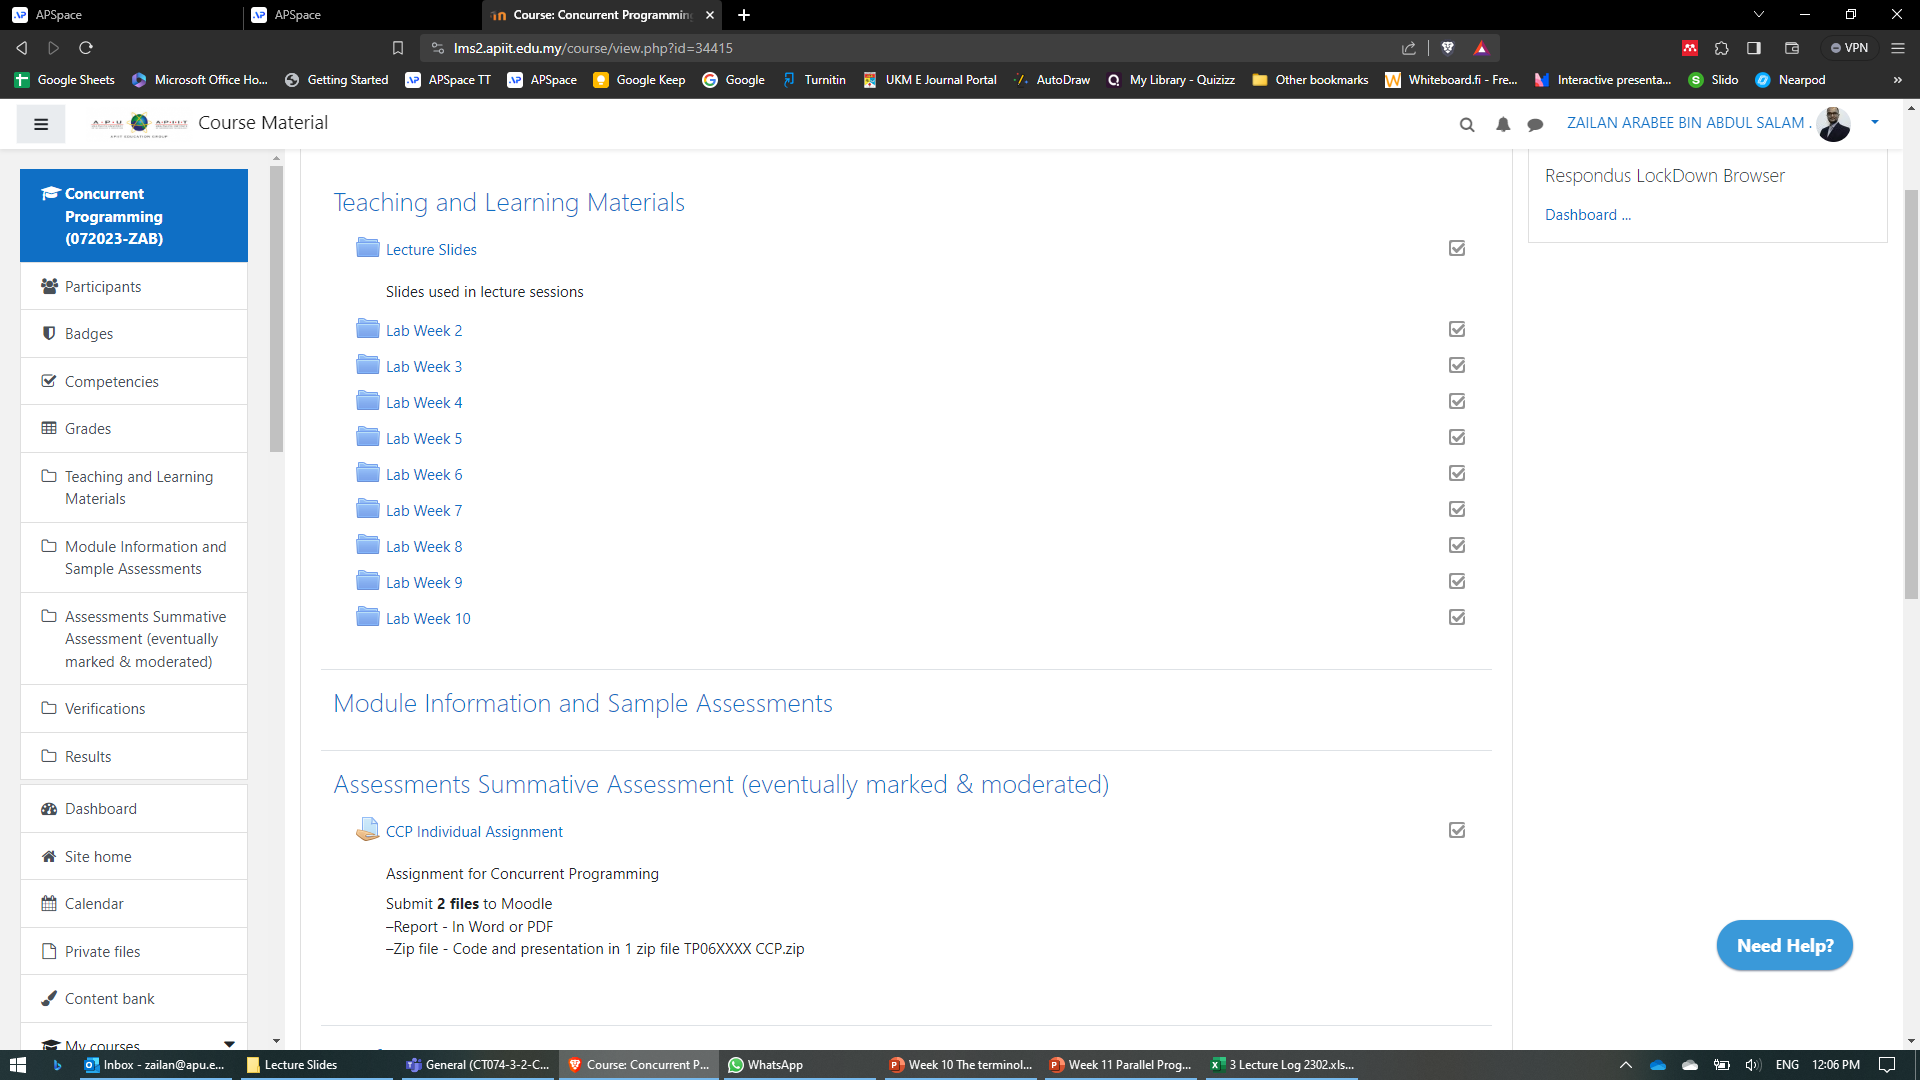 APSpace
APSpace
Course: Concurrent Programmin
lms2.apiit.edu.my/course/view.php?id=34415
VPN
Google Sheets
Microsoft Office Ho...
Getting Started
APSpace TT
APSpace
Google Keep
Google
Turnitin
UKM E Journal Portal
AutoDraw
My Library - Quizizz
Other bookmarks
Whiteboard.fi - Fre...
Interactive presenta...
Slido
Nearpod
Course Material
ZAILAN ARABEE BIN ABDUL SALAM .
Concurrent
Programming
(072023-ZAB)
Participants
Badges
Competencies
Grades
Teaching and Learning
Materials
Module Information and
Sample Assessments
Assessments Summative
Assessment (eventually
marked & moderated)
Verifications
Results
Dashboard
Site home
Calendar
Private files
Content bank
My courses
Teaching and Learning Materials
Lecture Slides
Slides used in lecture sessions
Lab Week 2
Lab Week 3
Lab Week 4
Lab Week 5
Lab Week 6
Lab Week 7
Lab Week 8
Lab Week 9
Lab Week 10
Module Information and Sample Assessments
Assessments Summative Assessment (eventually marked & moderated)
CCP Individual Assignment
Assignment for Concurrent Programming
Submit 2 files to Moodle
–Report - In Word or PDF
–Zip file - Code and presentation in 1 zip file TP06XXXX CCP.zip
Respondus LockDown Browser
Dashboard ...
Need Help?
Inbox - zailan@apu.e...
Lecture Slides
General (CT074-3-2-C...
Course: Concurrent P...
WhatsApp
Week 10 The terminol...
Week 11 Parallel Prog...
3 Lecture Log 2302.xls...
ENG
12:06 PM